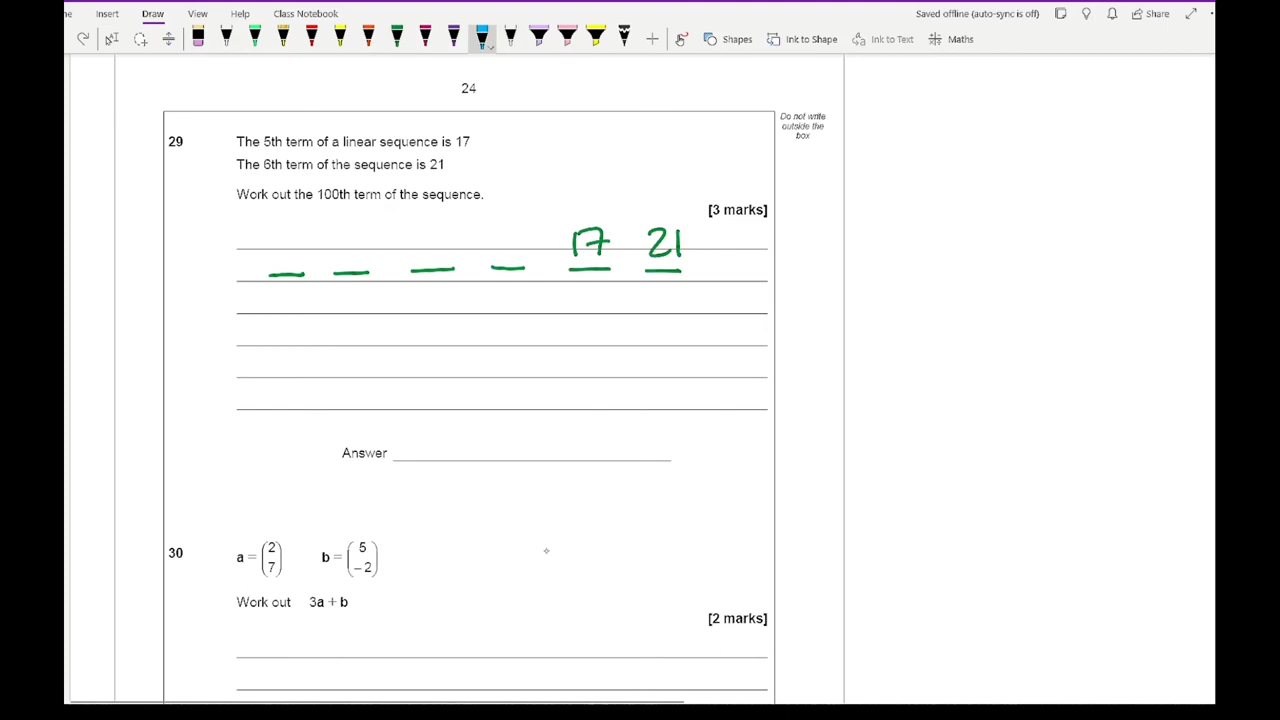 me Insert Draw View Help Class Notebook Saved offline (auto-sync is off) Share
Shapes Ink to Shape Ink to Text Maths
24
Do not write
outside the
box
29 The 5th term of a linear sequence is 17
The 6th term of the sequence is 21
Work out the 100th term of the sequence.
[3 marks]
17 21
Answer
30 a = (2 7) b = (5 −2)
Work out 3a + b
[2 marks]